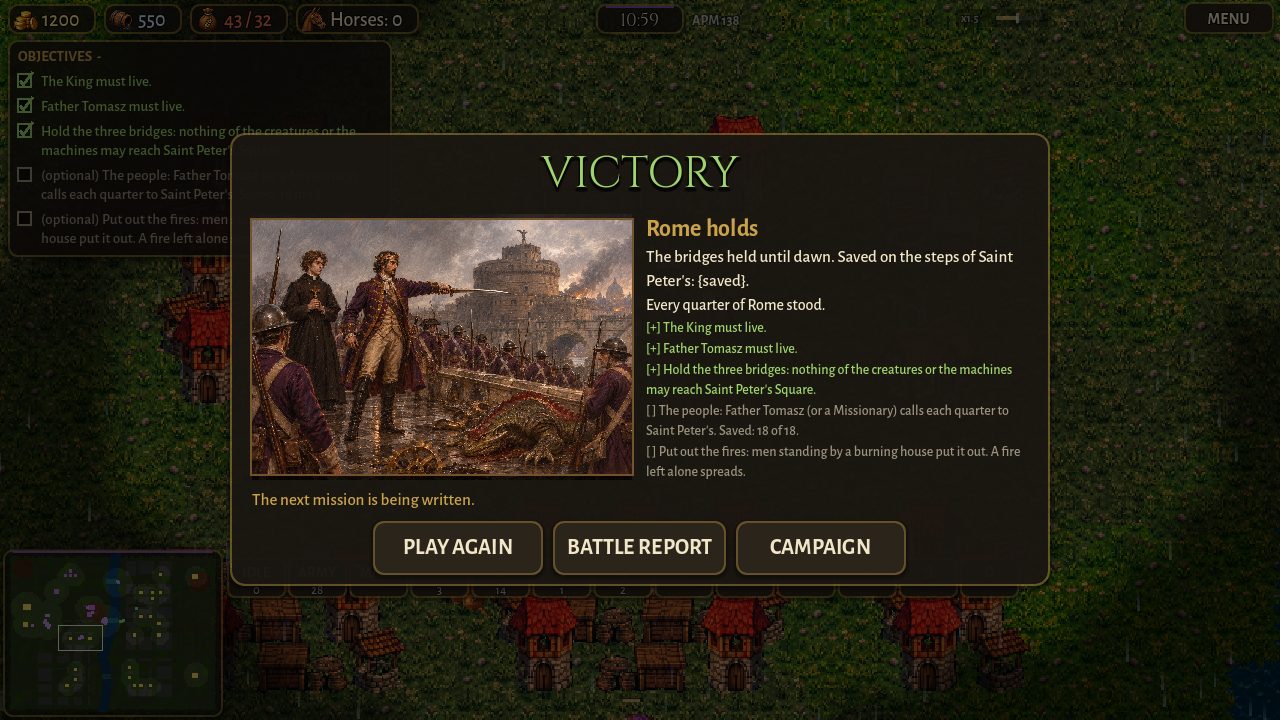 1200
550
43 / 32
Horses: 0
10:59
APM 138
x1.5
MENU
OBJECTIVES -
The King must live.
Father Tomasz must live.
Hold the three bridges: nothing of the creatures or the
machines may reach Saint Peter
(optional) The people: Father Tom
calls each quarter to Saint Peter's.
(optional) Put out the fires: men
house put it out. A fire left alone
VICTORY
Rome holds
The bridges held until dawn. Saved on the steps of Saint
Peter's: {saved}.
Every quarter of Rome stood.
[+] The King must live.
[+] Father Tomasz must live.
[+] Hold the three bridges: nothing of the creatures or the machines
may reach Saint Peter's Square.
[ ] The people: Father Tomasz (or a Missionary) calls each quarter to
Saint Peter's. Saved: 18 of 18.
[ ] Put out the fires: men standing by a burning house put it out. A fire
left alone spreads.
The next mission is being written.
PLAY AGAIN
BATTLE REPORT
CAMPAIGN
IDLE ARMY
0 28 3 14 1 2